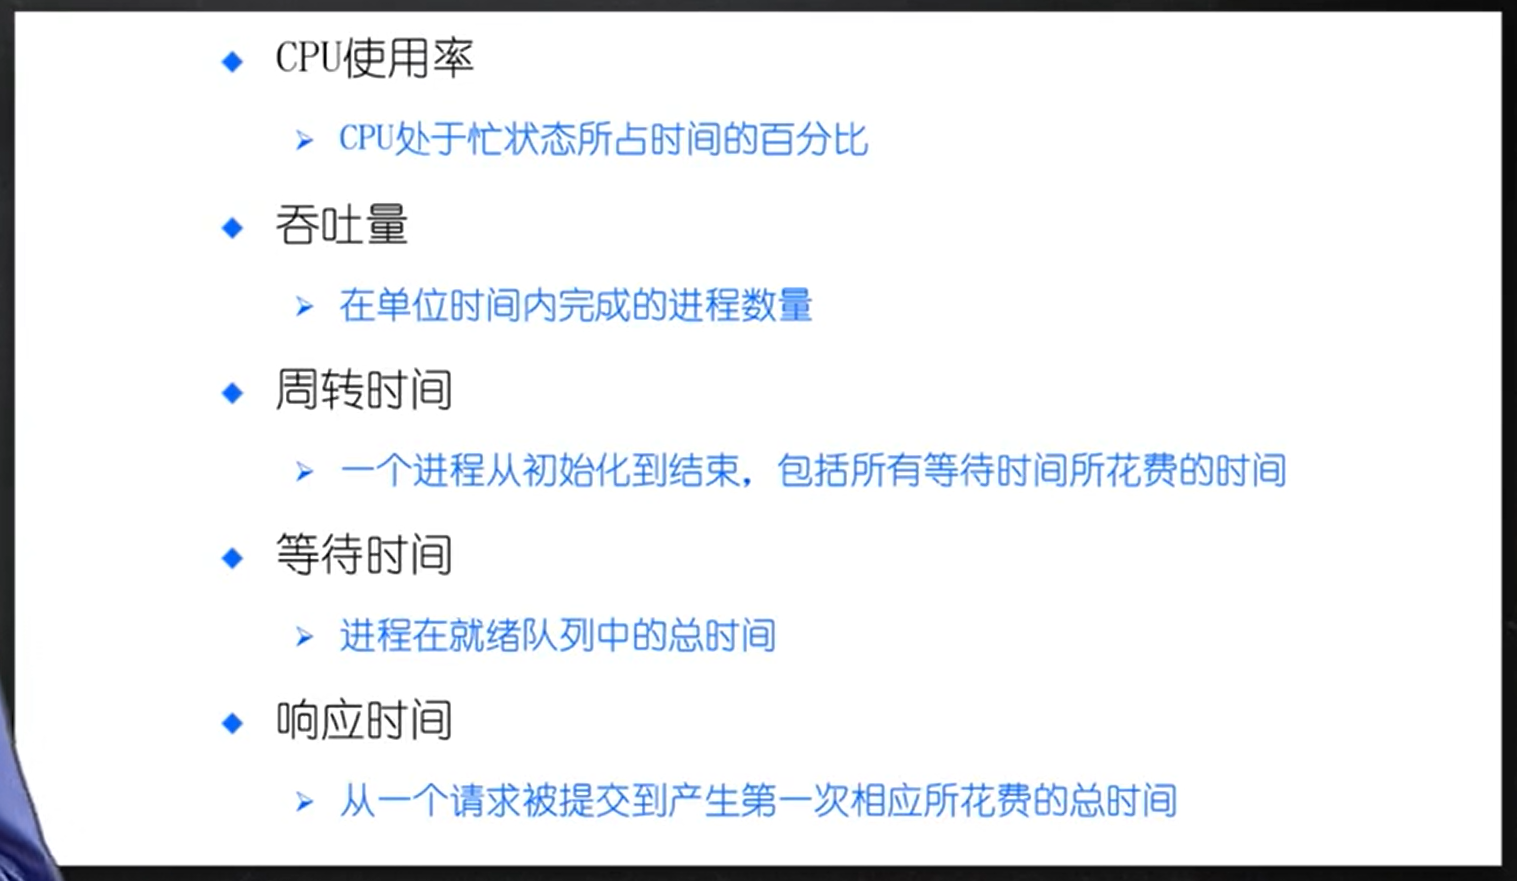 CPU使用率
CPU处于忙状态所占时间的百分比
吞吐量
在单位时间内完成的进程数量
周转时间
一个进程从初始化到结束，包括所有等待时间所花费的时间
等待时间
进程在就绪队列中的总时间
响应时间
从一个请求被提交到产生第一次相应所花费的总时间